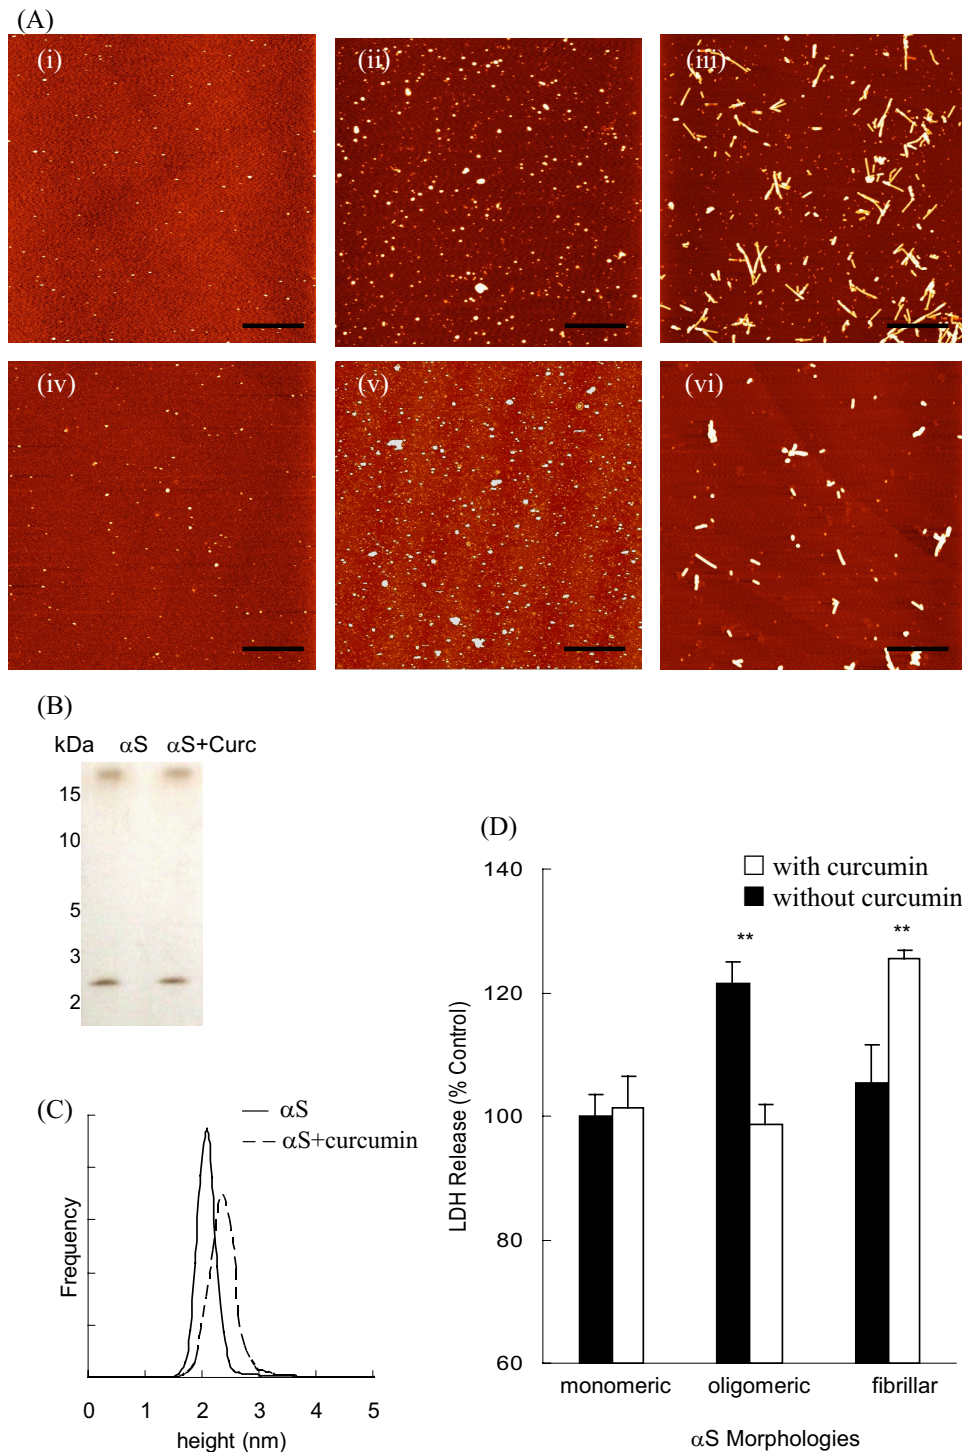 (A)
(i)
(ii)
(iii)
(iv)
(v)
(vi)
(B)
kDa αS αS+Curc
15
10
5
3
2
(C)
αS
αS+curcumin
Frequency
0 1 2 3 4 5
height (nm)
(D)
with curcumin
without curcumin
140
120
100
80
60
**
**
LDH Release (% Control)
monomeric oligomeric fibrillar
αS Morphologies